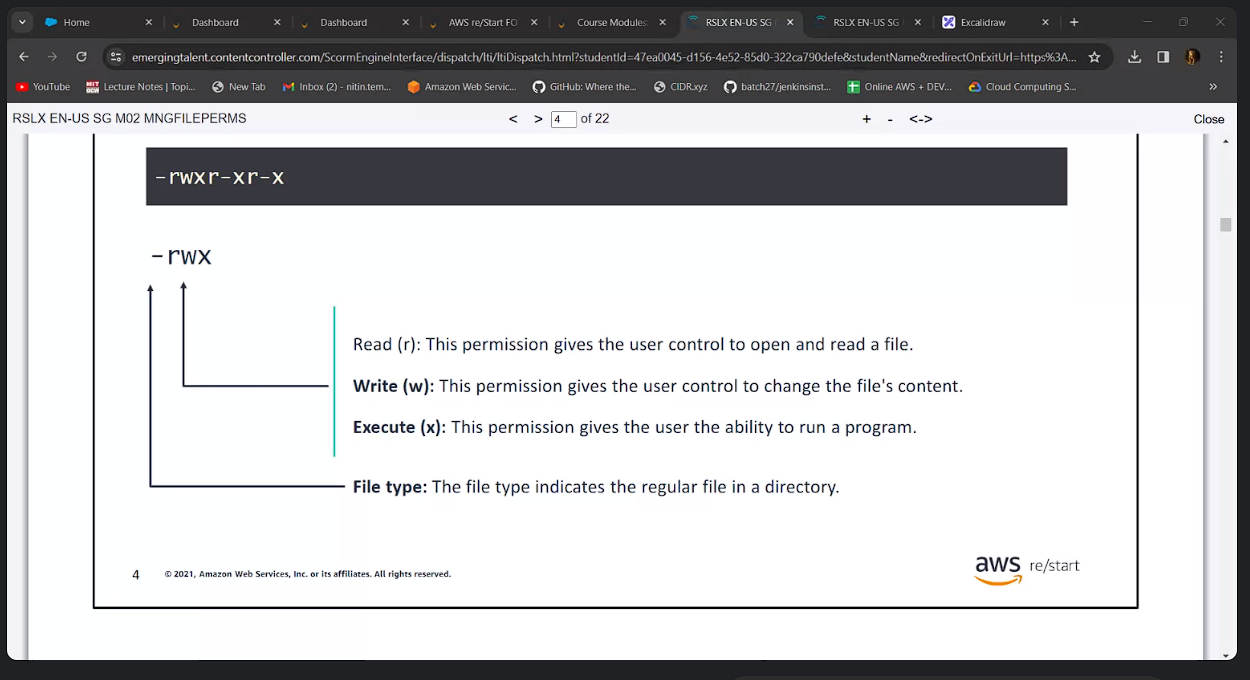 Home
Dashboard
Dashboard
AWS re/Start FO
Course Modules:
RSLX EN-US SG
RSLX EN-US SG
Excalidraw
emergingtalent.contentcontroller.com/ScormEngineInterface/dispatch/lti/ltiDispatch.html?studentId=47ea0045-d156-4e52-85d0-322ca790defe&studentName&redirectOnExitUrl=https%3A...
YouTube
Lecture Notes | Topi...
New Tab
Inbox (2) - nitin.tem...
Amazon Web Servic...
GitHub: Where the...
CIDR.xyz
batch27/jenkinsinst...
Online AWS + DEV...
Cloud Computing S...
»
RSLX EN-US SG M02 MNGFILEPERMS
< > 4 of 22
+ - <->
Close
-rwxr-xr-x
-rwx
Read (r): This permission gives the user control to open and read a file.
Write (w): This permission gives the user control to change the file's content.
Execute (x): This permission gives the user the ability to run a program.
File type: The file type indicates the regular file in a directory.
4
© 2021, Amazon Web Services, Inc. or its affiliates. All rights reserved.
aws re/start